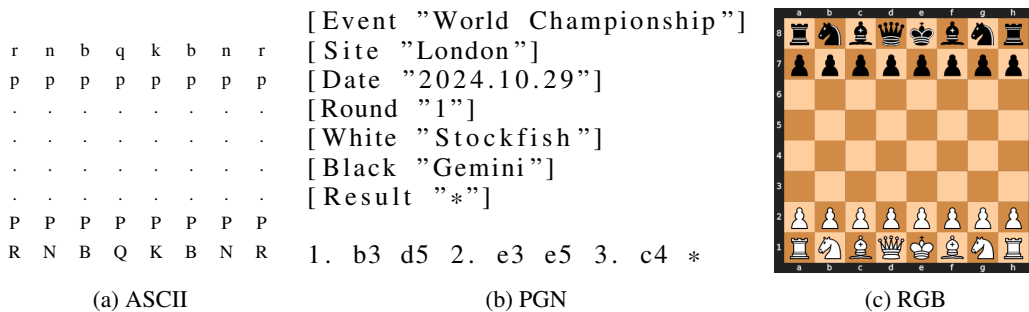 r n b q k b n r
p p p p p p p p
. . . . . . . .
. . . . . . . .
. . . . . . . .
. . . . . . . .
P P P P P P P P
R N B Q K B N R
(a) ASCII
[Event "World Championship"]
[Site "London"]
[Date "2024.10.29"]
[Round "1"]
[White "Stockfish"]
[Black "Gemini"]
[Result "*"]
1. b3 d5 2. e3 e5 3. c4 *
(b) PGN
a b c d e f g h
8
7
6
5
4
3
2
1
a b c d e f g h
(c) RGB